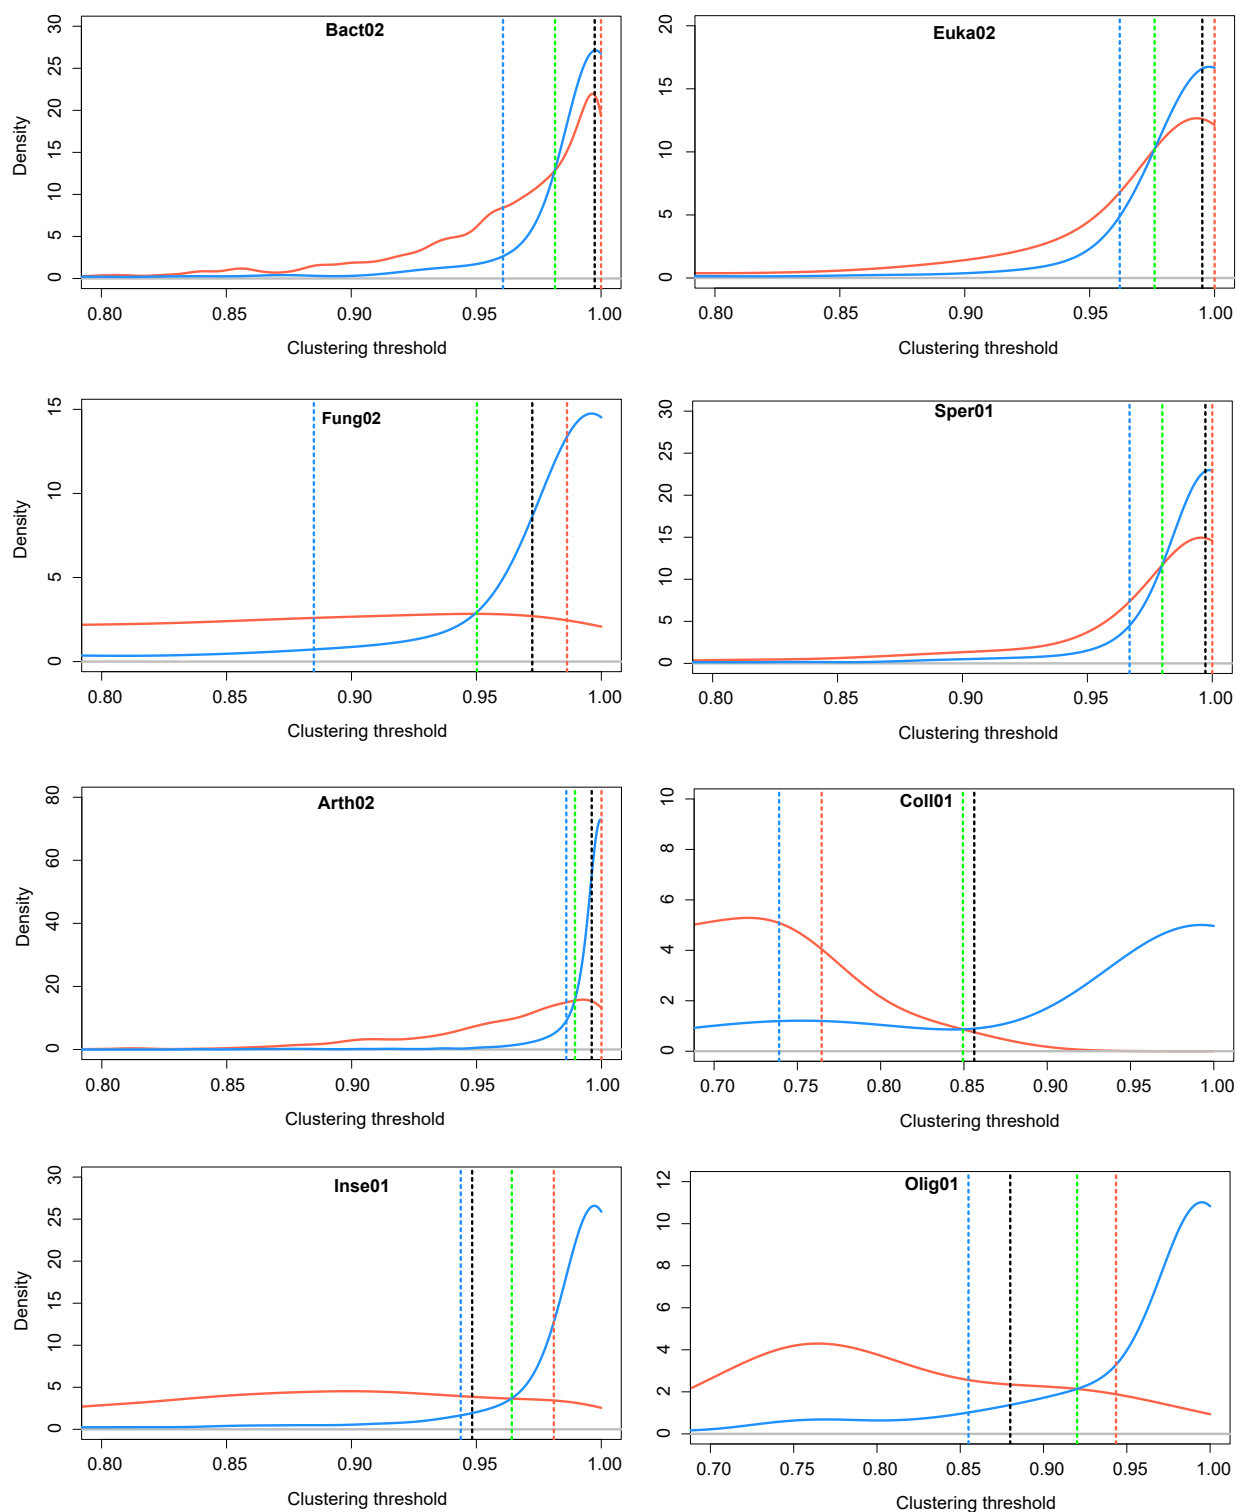 Bact02
Density
0 5 10 15 20 25 30
0.80 0.85 0.90 0.95 1.00
Clustering threshold
Euka02
0 5 10 15 20
0.80 0.85 0.90 0.95 1.00
Clustering threshold
Fung02
Density
0 5 10 15
0.80 0.85 0.90 0.95 1.00
Clustering threshold
Sper01
0 5 10 15 20 25 30
0.80 0.85 0.90 0.95 1.00
Clustering threshold
Arth02
Density
0 20 40 60 80
0.80 0.85 0.90 0.95 1.00
Clustering threshold
Coll01
0 2 4 6 8 10
0.70 0.75 0.80 0.85 0.90 0.95 1.00
Clustering threshold
Inse01
Density
0 5 10 15 20 25 30
0.80 0.85 0.90 0.95 1.00
Clustering threshold
Olig01
0 2 4 6 8 10 12
0.70 0.75 0.80 0.85 0.90 0.95 1.00
Clustering threshold